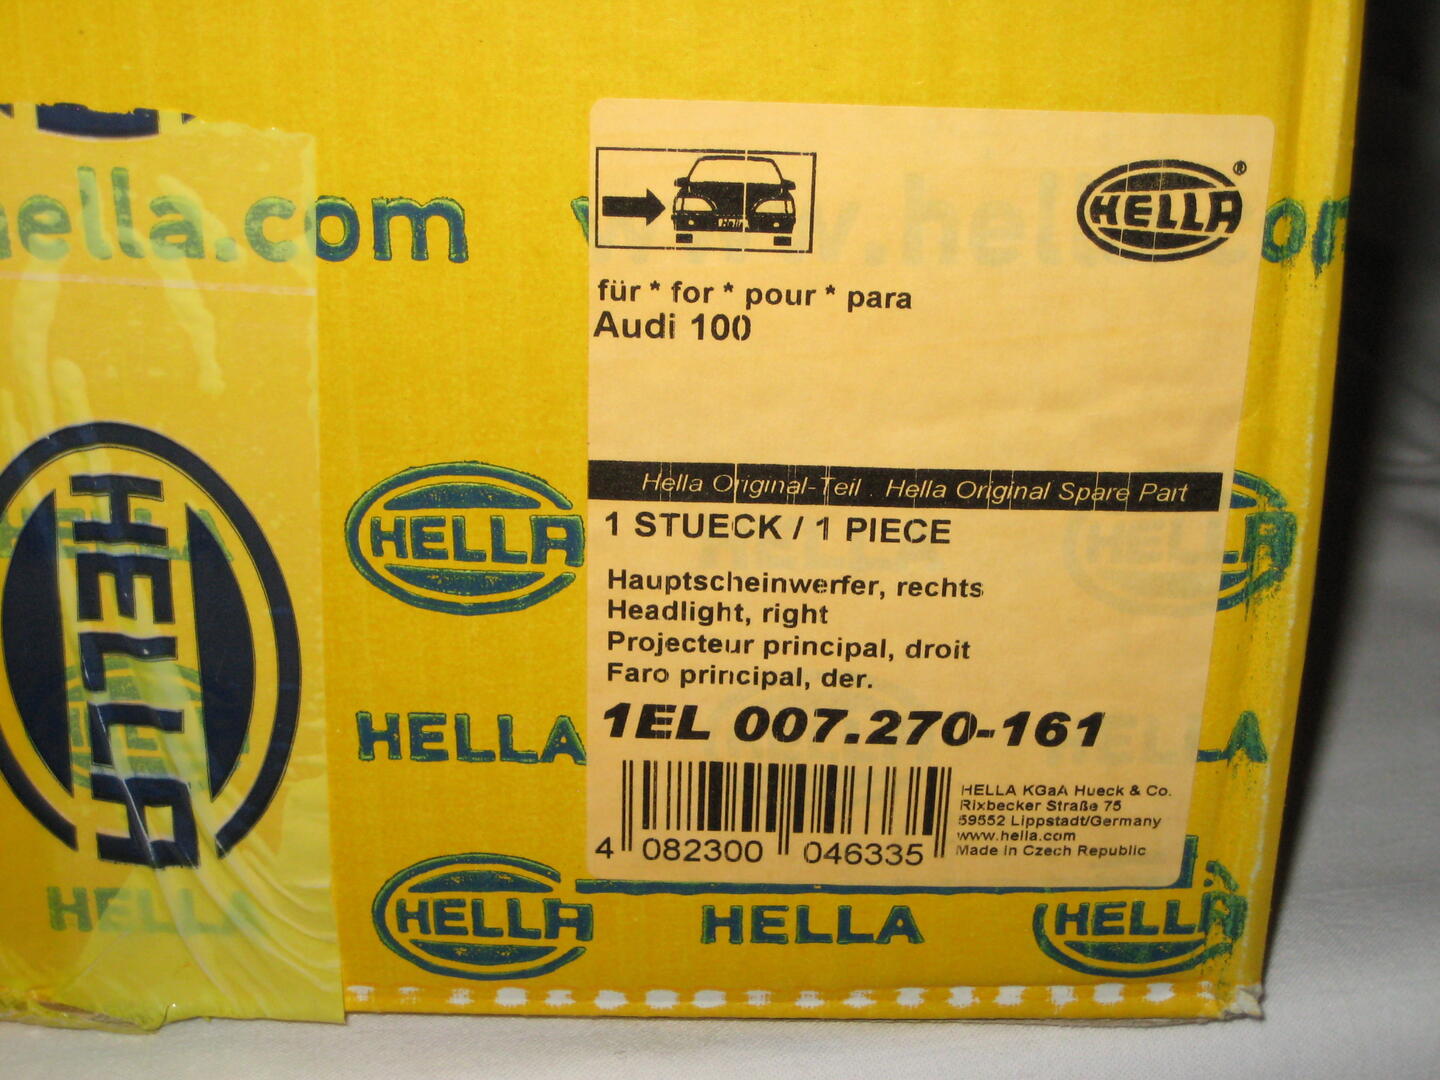 hella.com
www.hella.com
HELLA
®
Hella
für * for * pour * para
Audi 100
Hella Original-Teil . Hella Original Spare Part
1 STUECK / 1 PIECE
Hauptscheinwerfer, rechts
Headlight, right
Projecteur principal, droit
Faro principal, der.
1EL 007.270-161
4 082300 046335
HELLA KGaA Hueck & Co.
Rixbecker Straße 75
59552 Lippstadt/Germany
www.hella.com
Made in Czech Republic
HELLA
HELLA
HELLA
HELLA
HELLA
HELLA
HELLA
HELLA
HELLA